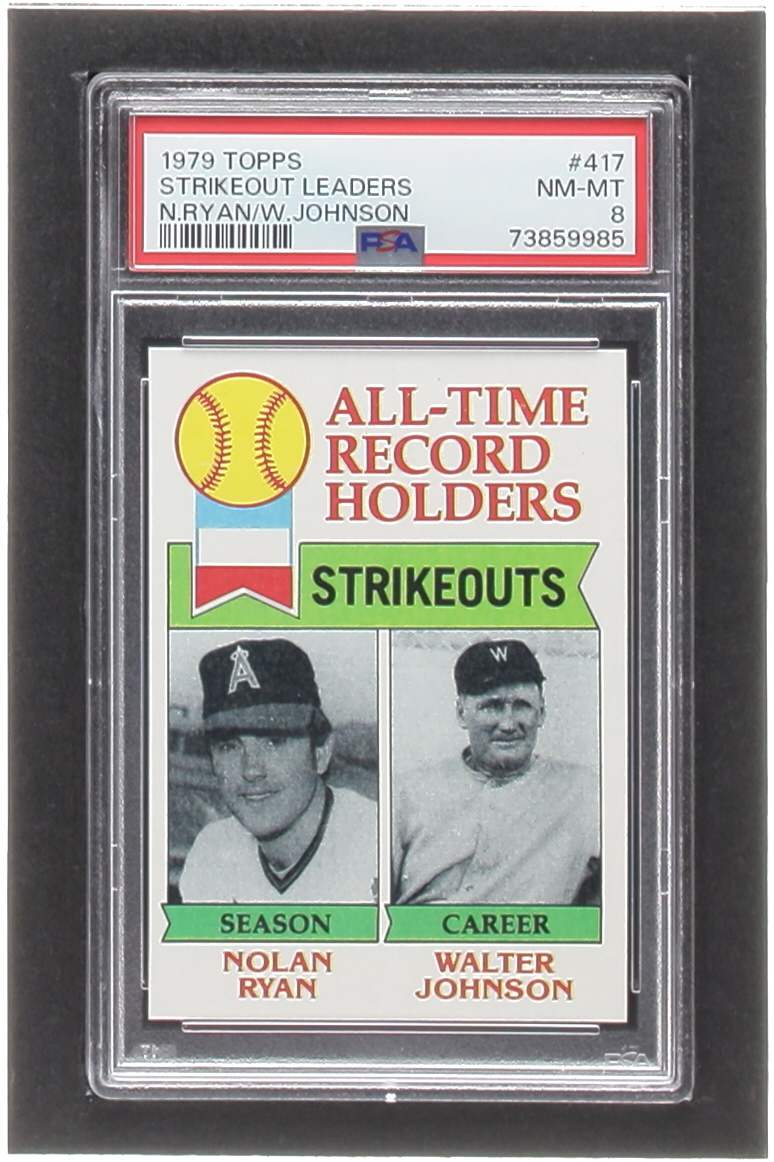 1979 TOPPS #417
STRIKEOUT LEADERS NM-MT
N.RYAN/W.JOHNSON 8
PSA 73859985
ALL-TIME
RECORD
HOLDERS
STRIKEOUTS
A W
SEASON CAREER
NOLAN WALTER
RYAN JOHNSON
PSA